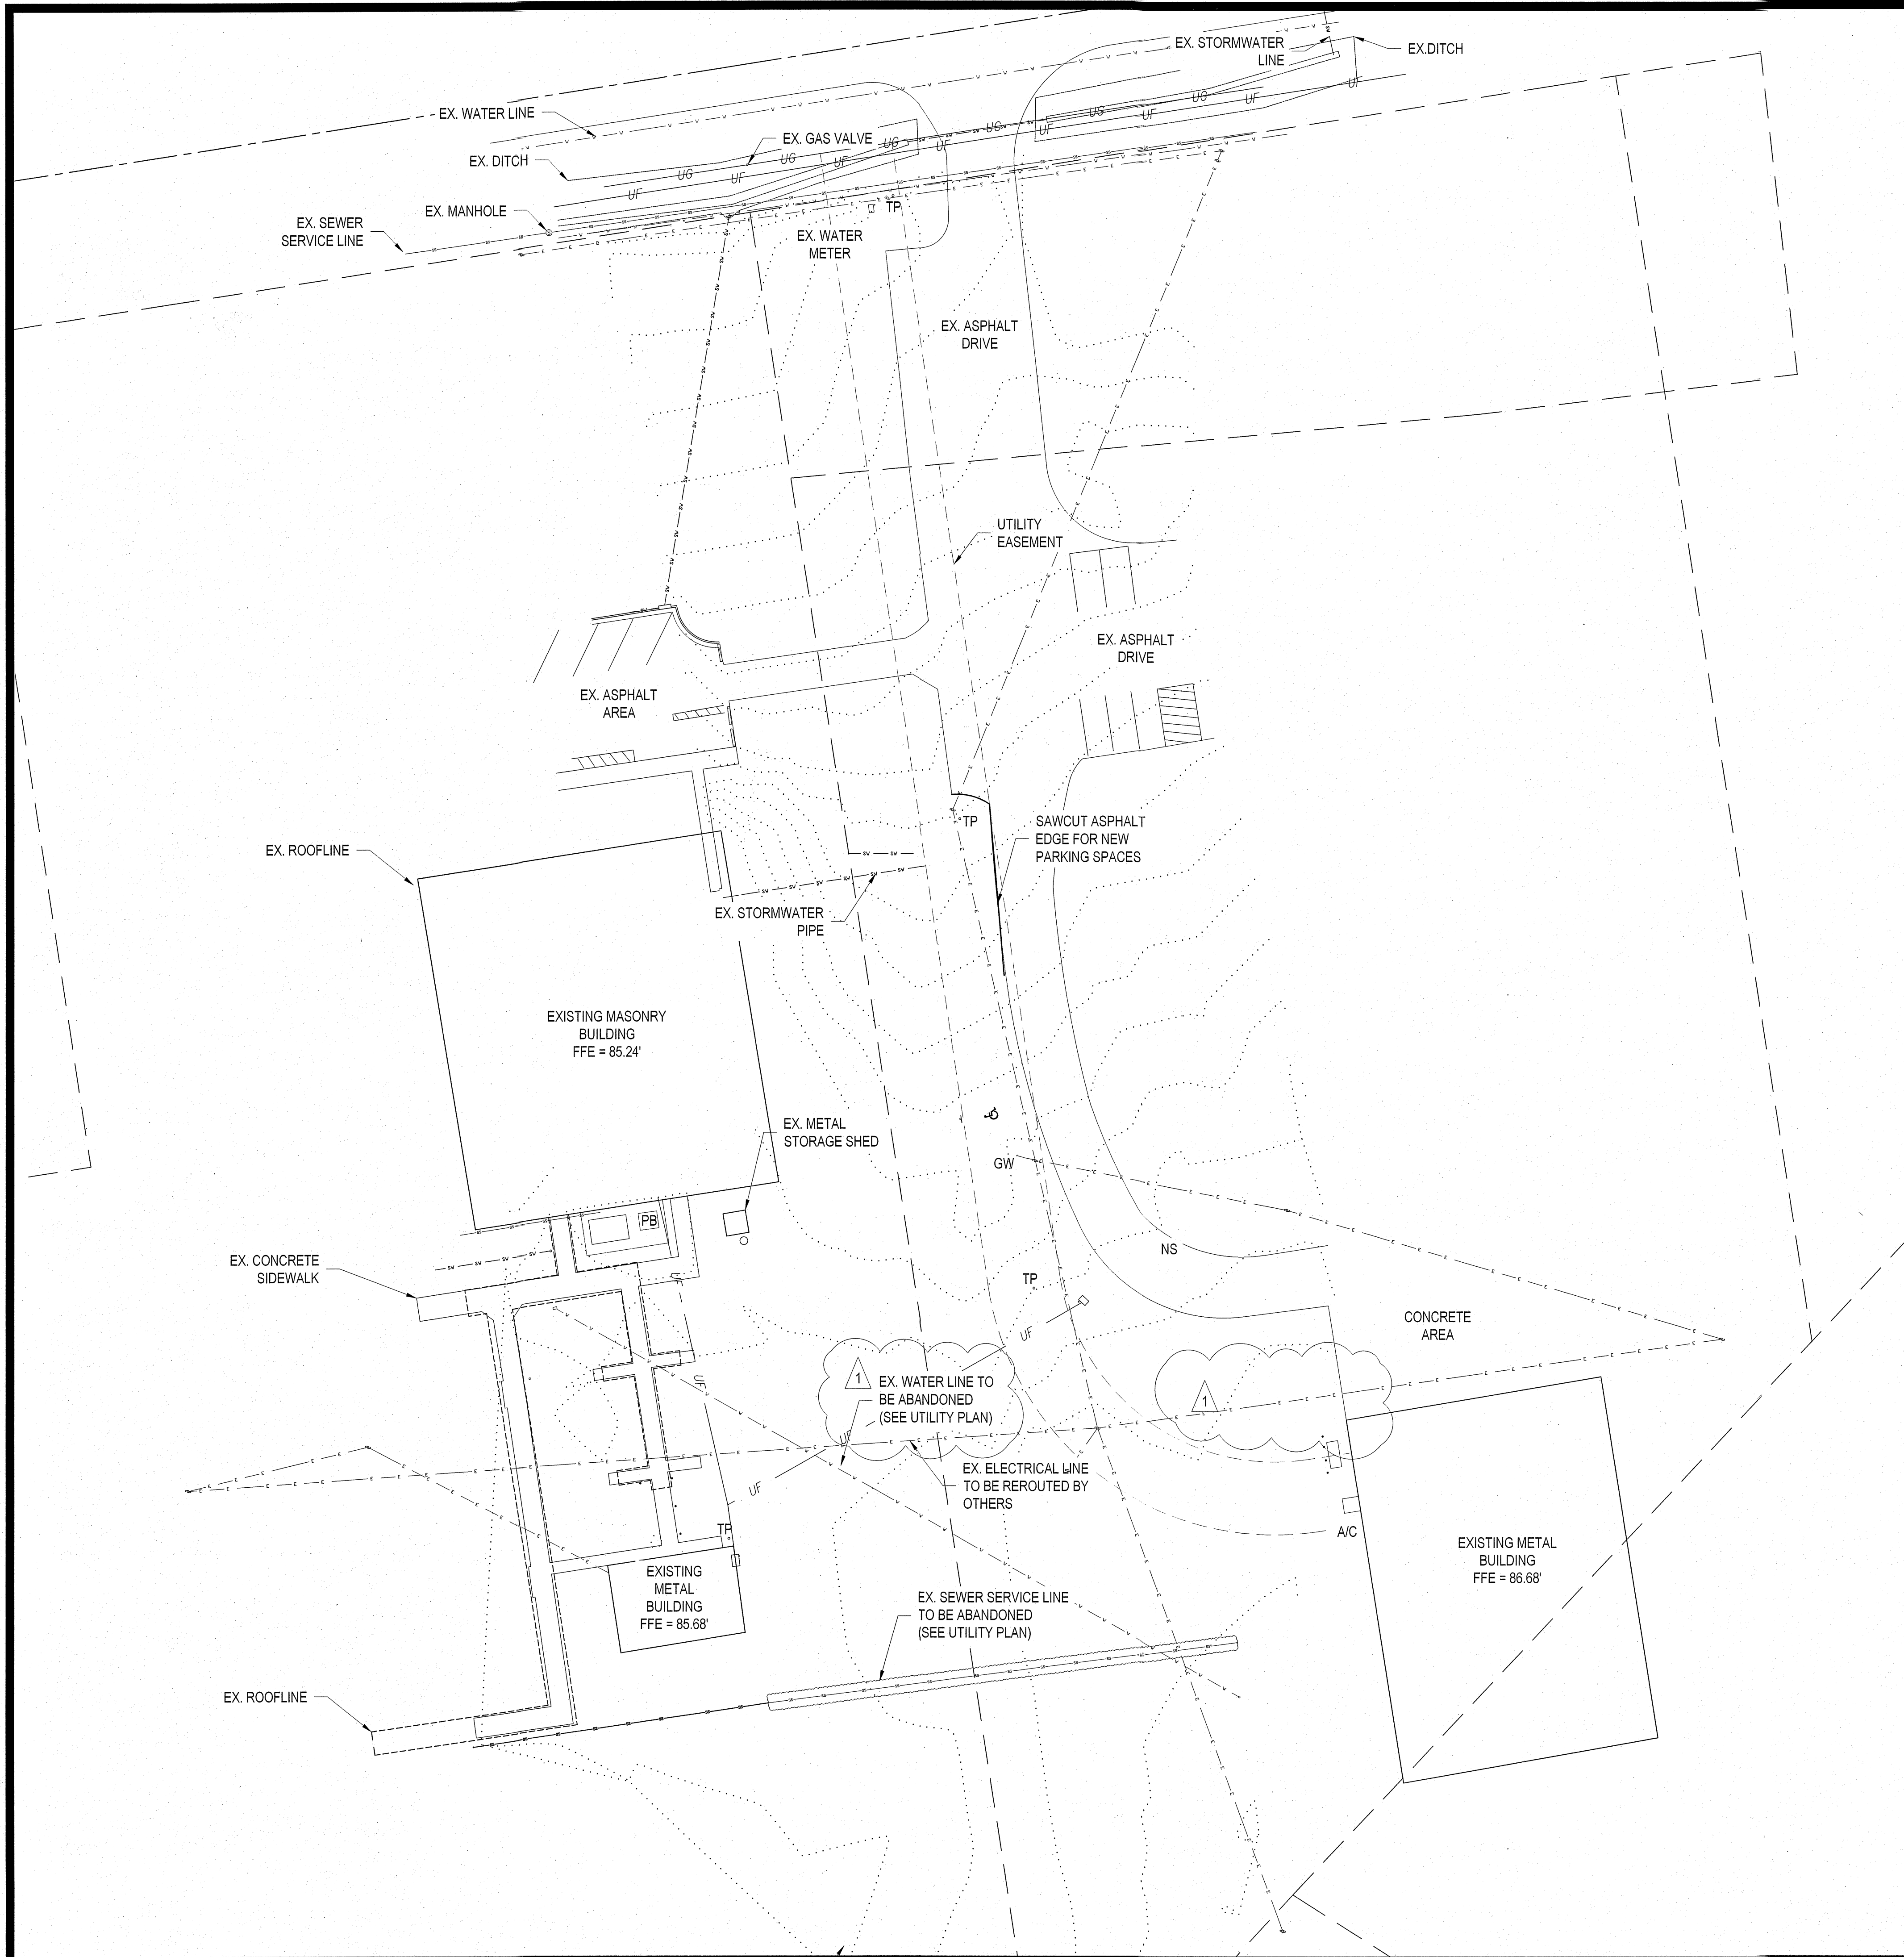 EX. STORMWATER
LINE
EX.DITCH
EX. WATER LINE
EX. GAS VALVE
UG
UG
UG
UG
UG
UG
UF
UF
UF
UF
UF
UF
UF
UF
EX. DITCH
EX. MANHOLE
EX. SEWER
SERVICE LINE
TP
EX. WATER
METER
EX. ASPHALT
DRIVE
UTILITY
EASEMENT
EX. ASPHALT
DRIVE
EX. ASPHALT
AREA
TP
SAWCUT ASPHALT
EDGE FOR NEW
PARKING SPACES
EX. ROOFLINE
EX. STORMWATER
PIPE
EXISTING MASONRY
BUILDING
FFE = 85.24'
EX. METAL
STORAGE SHED
GW
PB
NS
EX. CONCRETE
SIDEWALK
UF
TP
UF
CONCRETE
AREA
1
EX. WATER LINE TO
BE ABANDONED
(SEE UTILITY PLAN)
1
UF
UF
EX. ELECTRICAL LINE
TO BE REROUTED BY
OTHERS
UF
TP
A/C
EXISTING METAL
BUILDING
FFE = 86.68'
EXISTING
METAL
BUILDING
FFE = 85.68'
EX. SEWER SERVICE LINE
TO BE ABANDONED
(SEE UTILITY PLAN)
EX. ROOFLINE